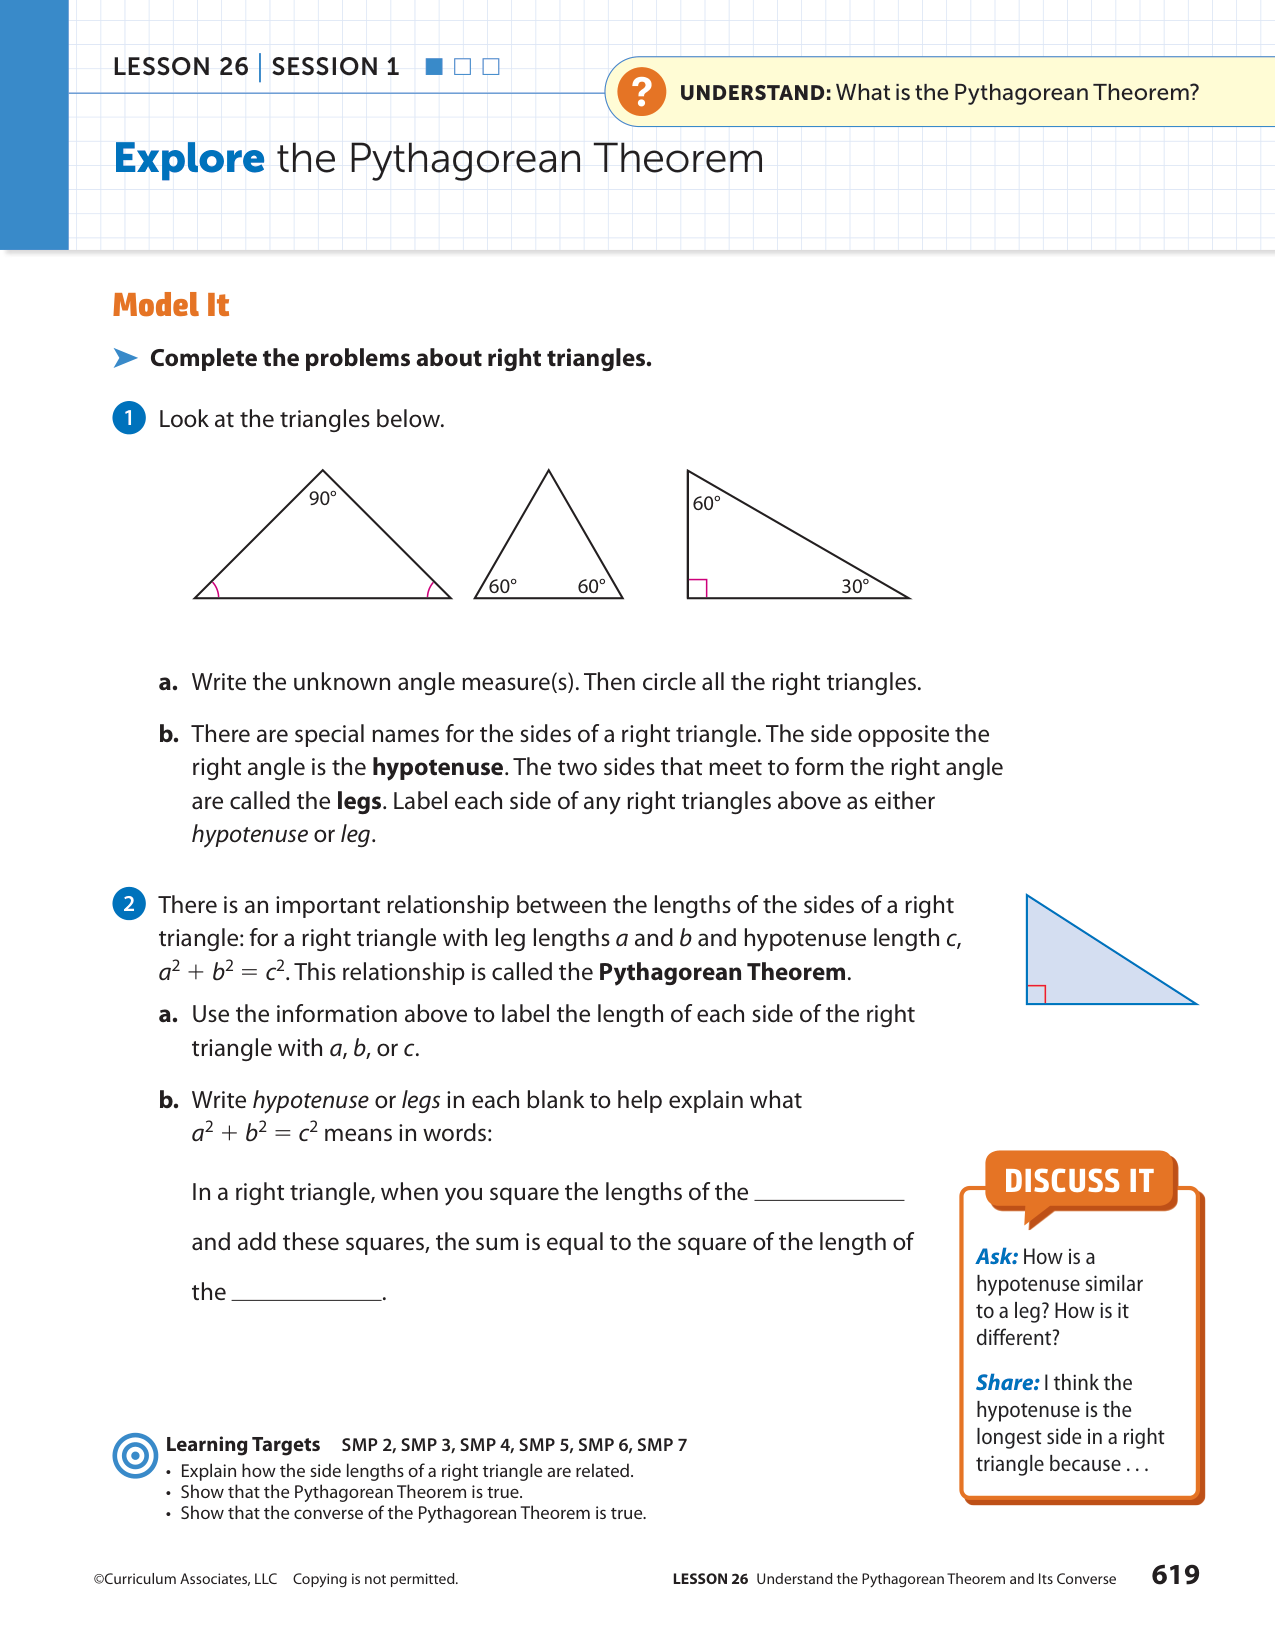 LESSON 26 | SESSION 1
? UNDERSTAND: What is the Pythagorean Theorem?
Explore the Pythagorean Theorem
Model It
Complete the problems about right triangles.
1 Look at the triangles below.
90°
60°
60°
60°
30°
a. Write the unknown angle measure(s). Then circle all the right triangles.
b. There are special names for the sides of a right triangle. The side opposite the
right angle is the hypotenuse. The two sides that meet to form the right angle
are called the legs. Label each side of any right triangles above as either
hypotenuse or leg.
2 There is an important relationship between the lengths of the sides of a right
triangle: for a right triangle with leg lengths a and b and hypotenuse length c,
a² + b² = c². This relationship is called the Pythagorean Theorem.
a. Use the information above to label the length of each side of the right
triangle with a, b, or c.
b. Write hypotenuse or legs in each blank to help explain what
a² + b² = c² means in words:
In a right triangle, when you square the lengths of the ____________
and add these squares, the sum is equal to the square of the length of
the ____________.
DISCUSS IT
Ask: How is a
hypotenuse similar
to a leg? How is it
different?
Share: I think the
hypotenuse is the
longest side in a right
triangle because . . .
Learning Targets SMP 2, SMP 3, SMP 4, SMP 5, SMP 6, SMP 7
• Explain how the side lengths of a right triangle are related.
• Show that the Pythagorean Theorem is true.
• Show that the converse of the Pythagorean Theorem is true.
©Curriculum Associates, LLC Copying is not permitted.
LESSON 26 Understand the Pythagorean Theorem and Its Converse 619